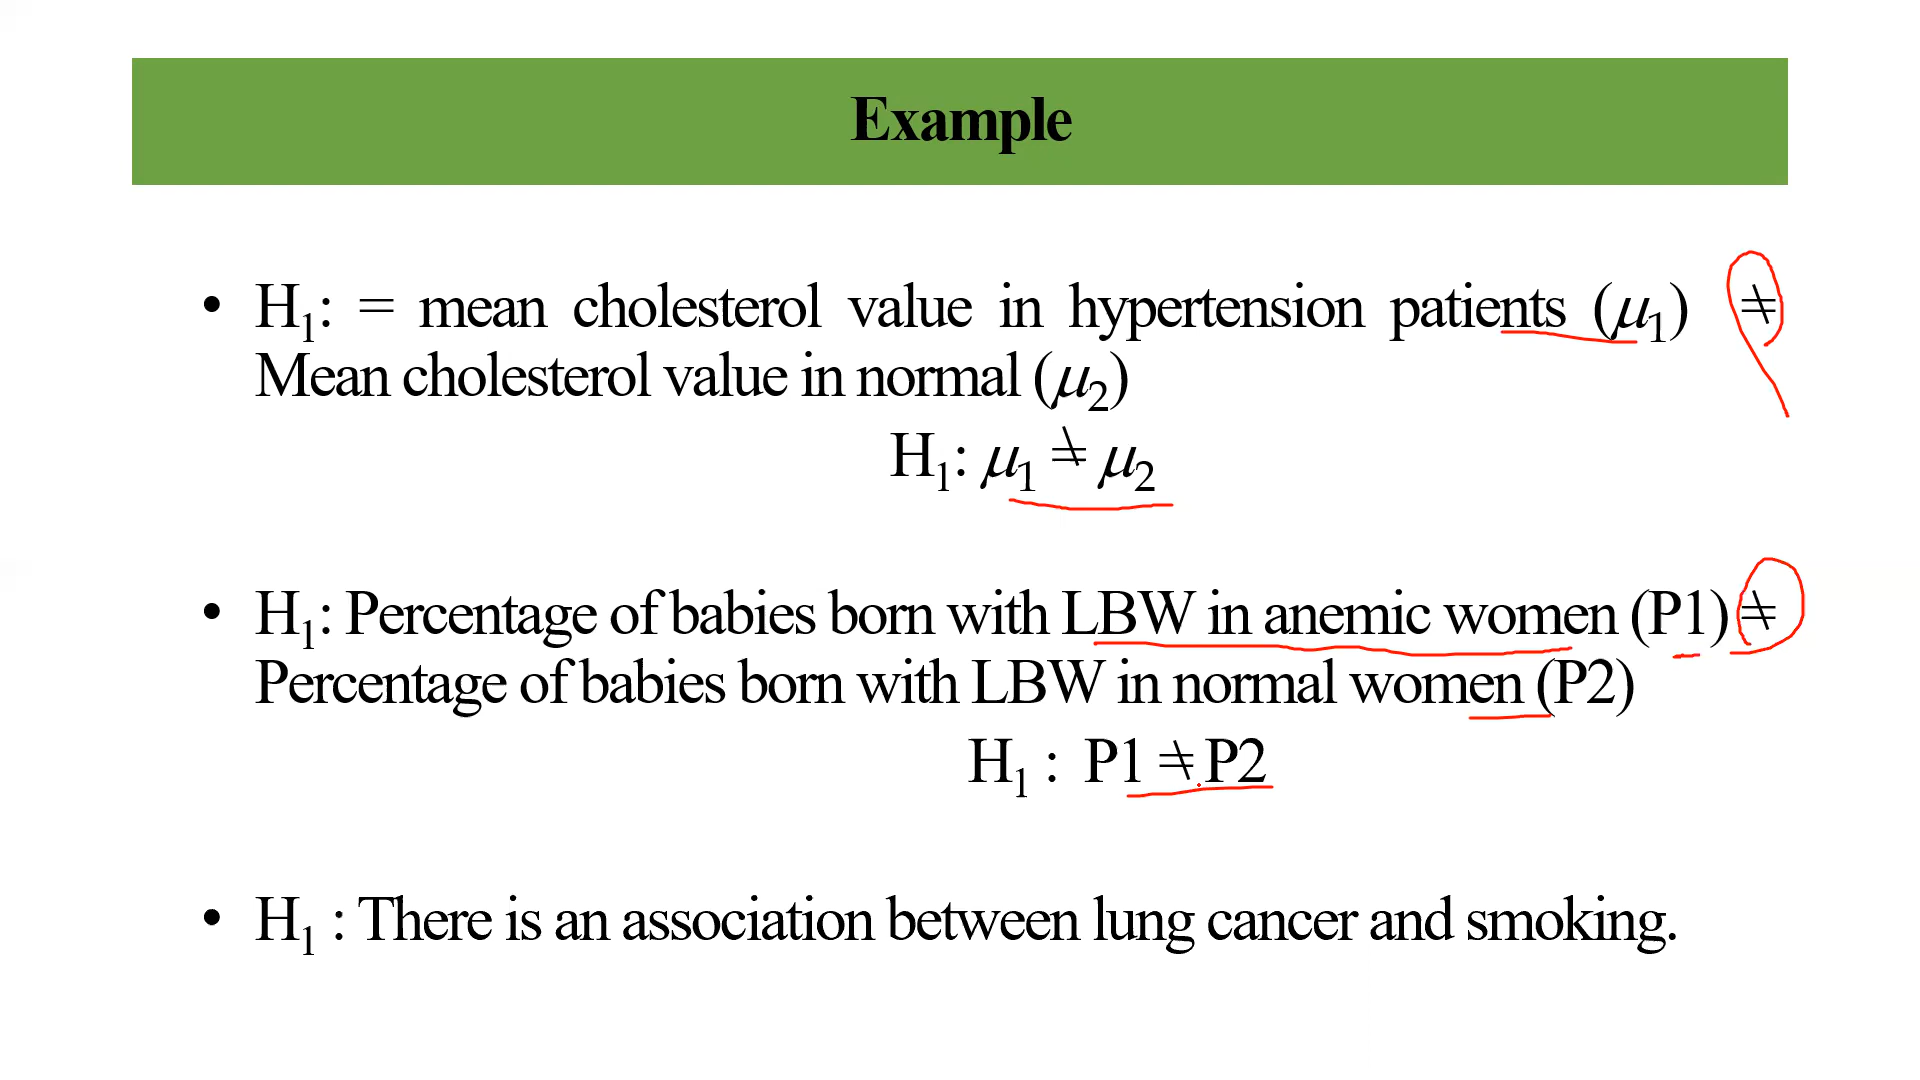 Example
• H₁: = mean cholesterol value in hypertension patients (μ₁) ≠
Mean cholesterol value in normal (μ₂)
H₁: μ₁ ≠ μ₂
• H₁: Percentage of babies born with LBW in anemic women (P1) ≠
Percentage of babies born with LBW in normal women (P2)
H₁ : P1 ≠ P2
• H₁ : There is an association between lung cancer and smoking.